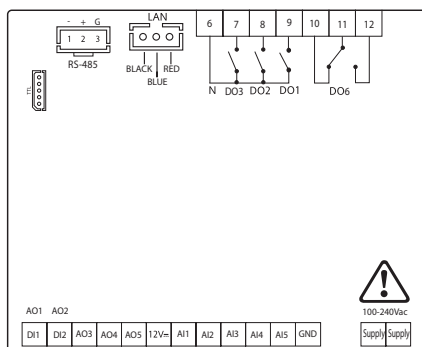 - + G LAN 6 7 8 9 10 11 12
1 2 3
RS-485
BLACK RED
BLUE
N DO3 DO2 DO1 DO6
100-240Vac
AO1 AO2
DI1 DI2 AO3 AO4 AO5 12V= AI1 AI2 AI3 AI4 AI5 GND Supply Supply